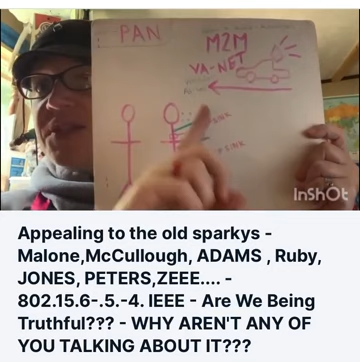 PAN
M2M
VA-NET
InShOt
Appealing to the old sparkys -
Malone,McCullough, ADAMS , Ruby,
JONES, PETERS,ZEEE.... -
802.15.6-.5.-4. IEEE - Are We Being
Truthful??? - WHY AREN'T ANY OF
YOU TALKING ABOUT IT???